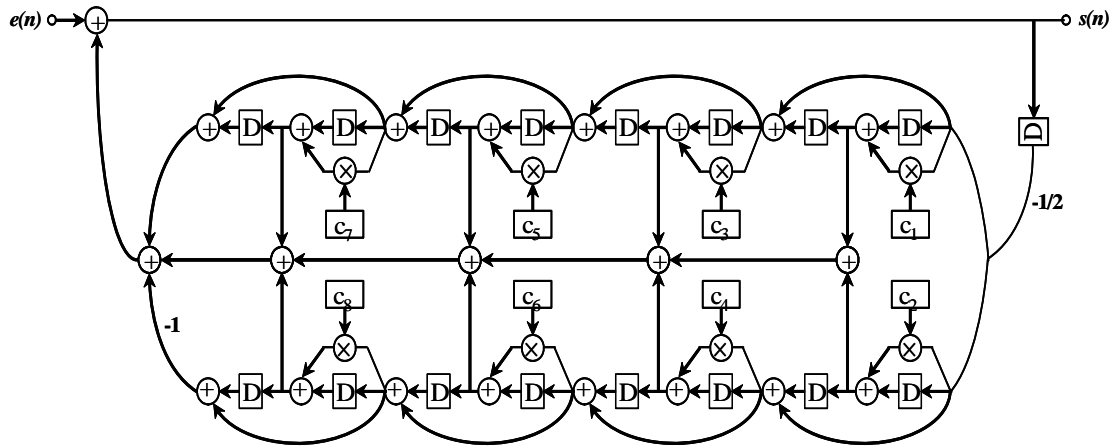 e(n) + s(n)
+ D + D + D + D + D + D + D + D D
× × × ×
c₇ c₅ c₃ c₁ -1/2
+ + + + +
c₈ c₆ c₄ c₂
-1 × × × ×
+ D + D + D + D + D + D + D + D